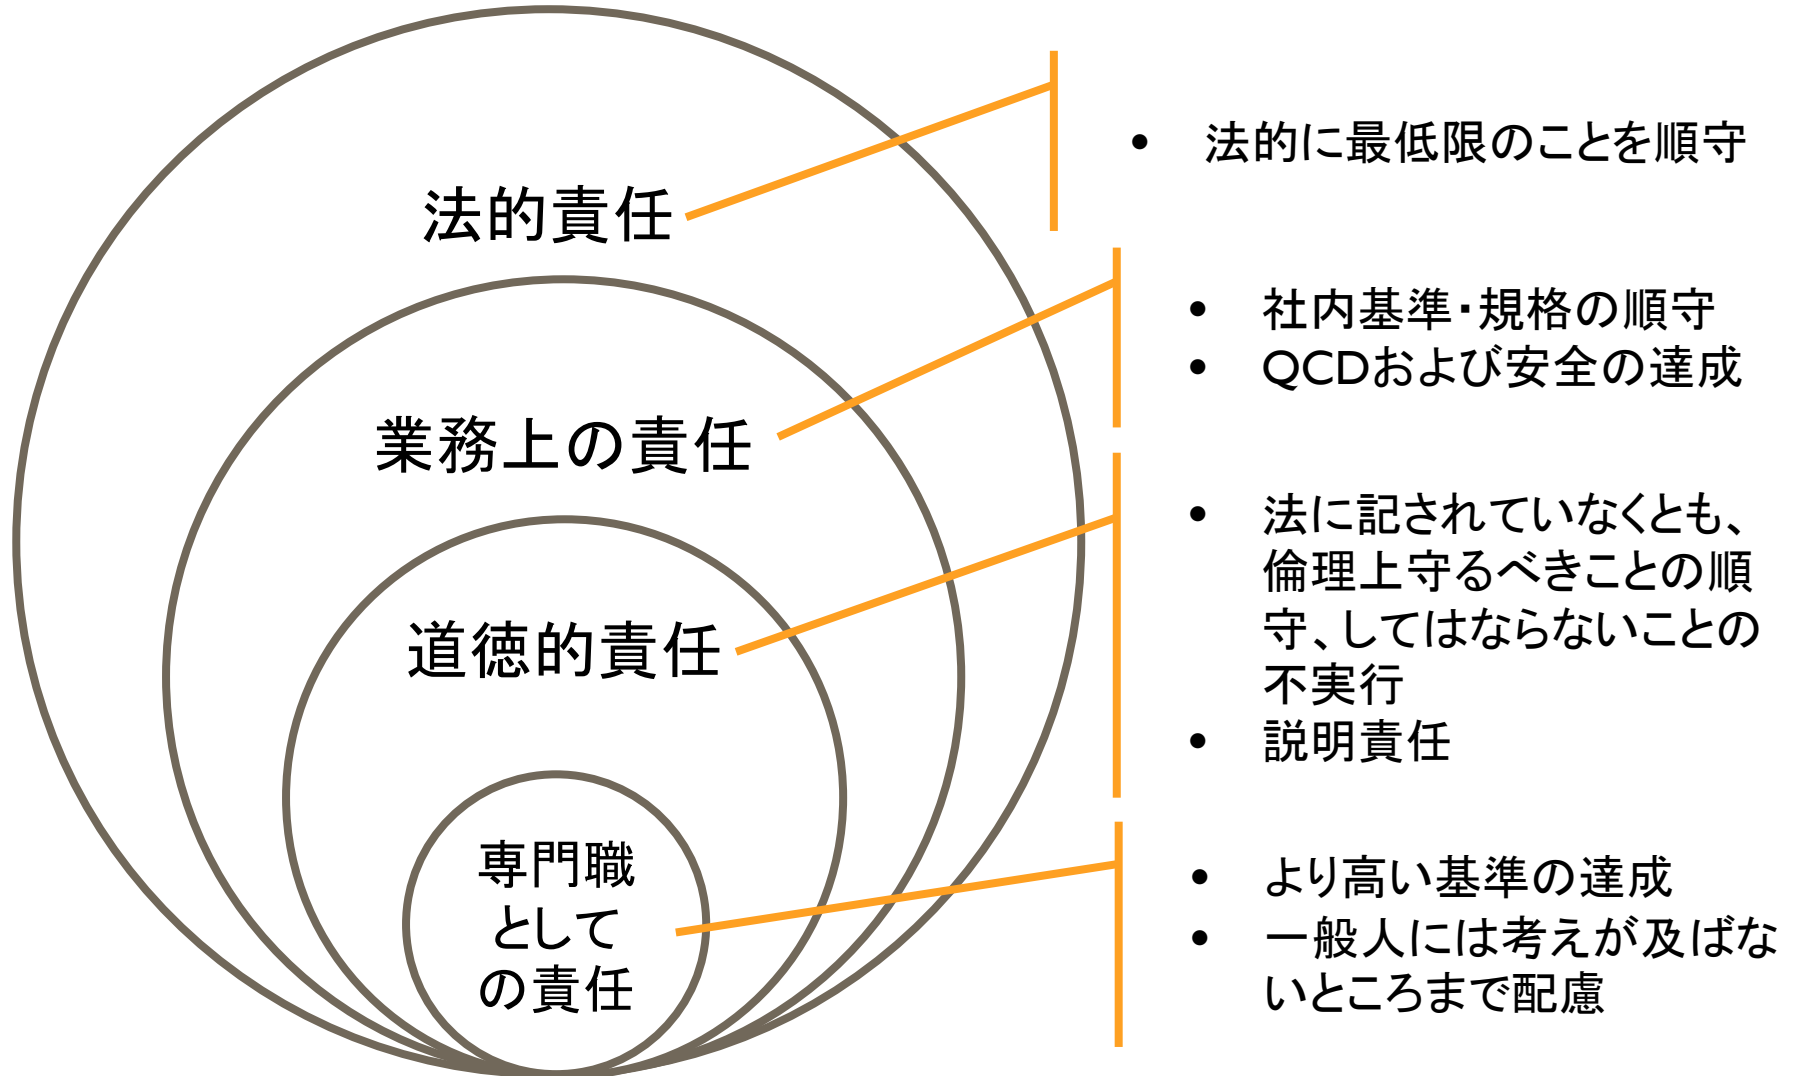 法的責任
• 法的に最低限のことを順守
業務上の責任
• 社内基準・規格の順守
• QCDおよび安全の達成
道徳的責任
• 法に記されていなくとも、
倫理上守るべきことの順
守、してはならないことの
不実行
• 説明責任
専門職
として
の責任
• より高い基準の達成
• 一般人には考えが及ばな
いところまで配慮